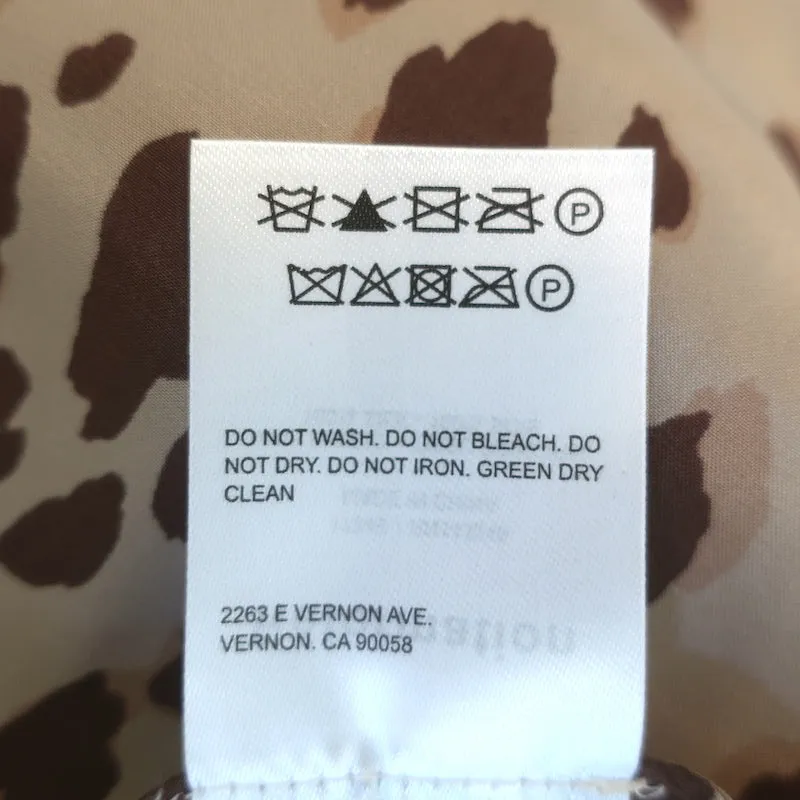 P
P
DO NOT WASH. DO NOT BLEACH. DO
NOT DRY. DO NOT IRON. GREEN DRY
CLEAN
2263 E VERNON AVE.
VERNON. CA 90058